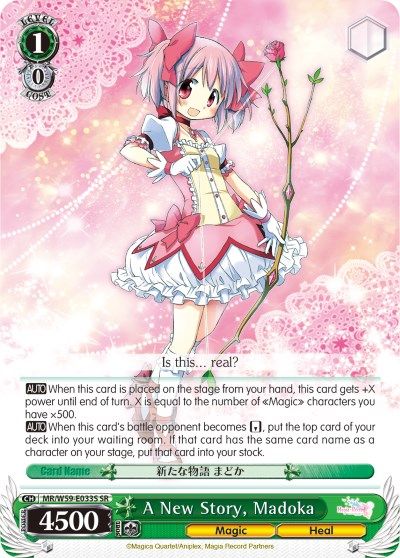 LEVEL
1
0
COST
Is this... real?
AUTO When this card is placed on the stage from your hand, this card gets +X
power until end of turn. X is equal to the number of «Magic» characters you
have ×500.
AUTO When this card's battle opponent becomes [▼], put the top card of your
deck into your waiting room. If that card has the same card name as a
character on your stage, put that card into your stock.
Card Name 新たな物語 まどか
CH MR/W59-E033S SR
A New Story, Madoka
POWER 4500
Magic Heal
©Magica Quartet/Aniplex, Magia Record Partners